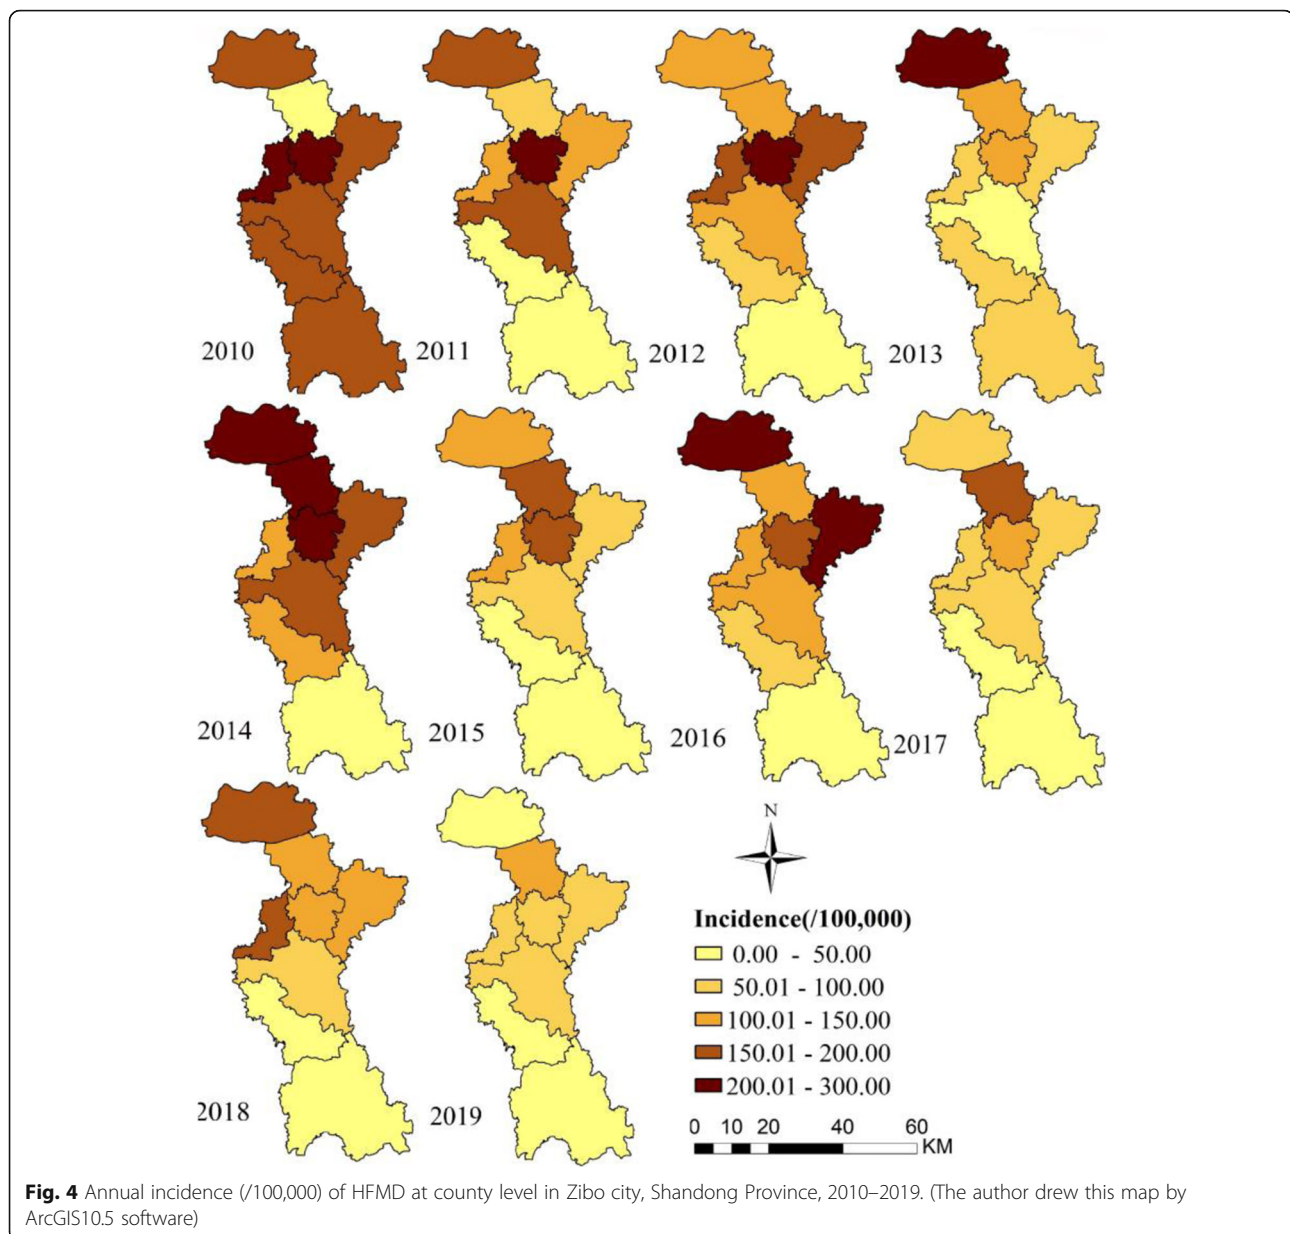 2010
2011
2012
2013
2014
2015
2016
2017
2018
2019
N
Incidence(/100,000)
0.00 - 50.00
50.01 - 100.00
100.01 - 150.00
150.01 - 200.00
200.01 - 300.00
0 10 20 40 60
KM
Fig. 4 Annual incidence (/100,000) of HFMD at county level in Zibo city, Shandong Province, 2010–2019. (The author drew this map by
ArcGIS10.5 software)